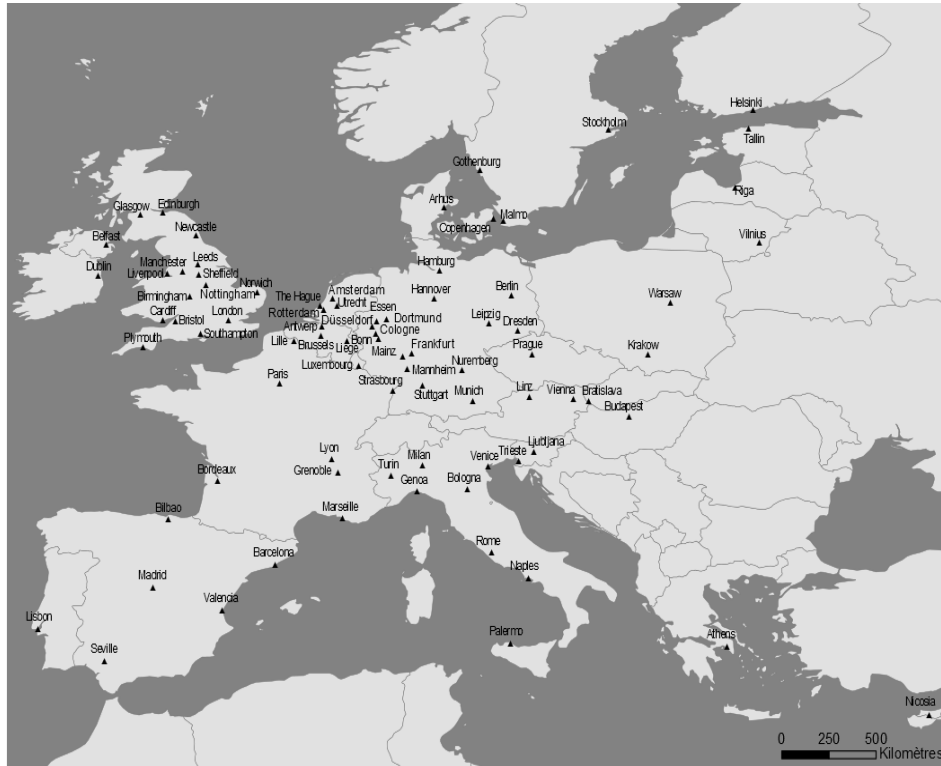 Helsinki
Stockholm
Tallin
Gothenburg
Riga
Arhus
Glasgow
Edinburgh
Malmo
Copenhagen
Newcastle
Belfast
Vilnius
Leeds
Manchester
Hamburg
Dublin
Liverpool
Sheffield
Norwich
Amsterdam
Hannover
Berlin
Birmingham
Nottingham
The Hague
Utrecht
Warsaw
Essen
Cardiff
London
Rotterdam
Dortmund
Leipzig
Bristol
Düsseldorf
Antwerp
Cologne
Dresden
Plymouth
Southampton
Lille
Brussels
Bonn
Liège
Frankfurt
Prague
Krakow
Mainz
Nuremberg
Luxembourg
Mannheim
Paris
Strasbourg
Stuttgart
Munich
Linz
Vienna
Bratislava
Budapest
Lyon
Ljubljana
Milan
Trieste
Turin
Venice
Bordeaux
Grenoble
Genoa
Bologna
Bilbao
Marseille
Rome
Barcelona
Madrid
Naples
Valencia
Lisbon
Palermo
Athens
Seville
Nicosia
0 250 500
Kilomètres